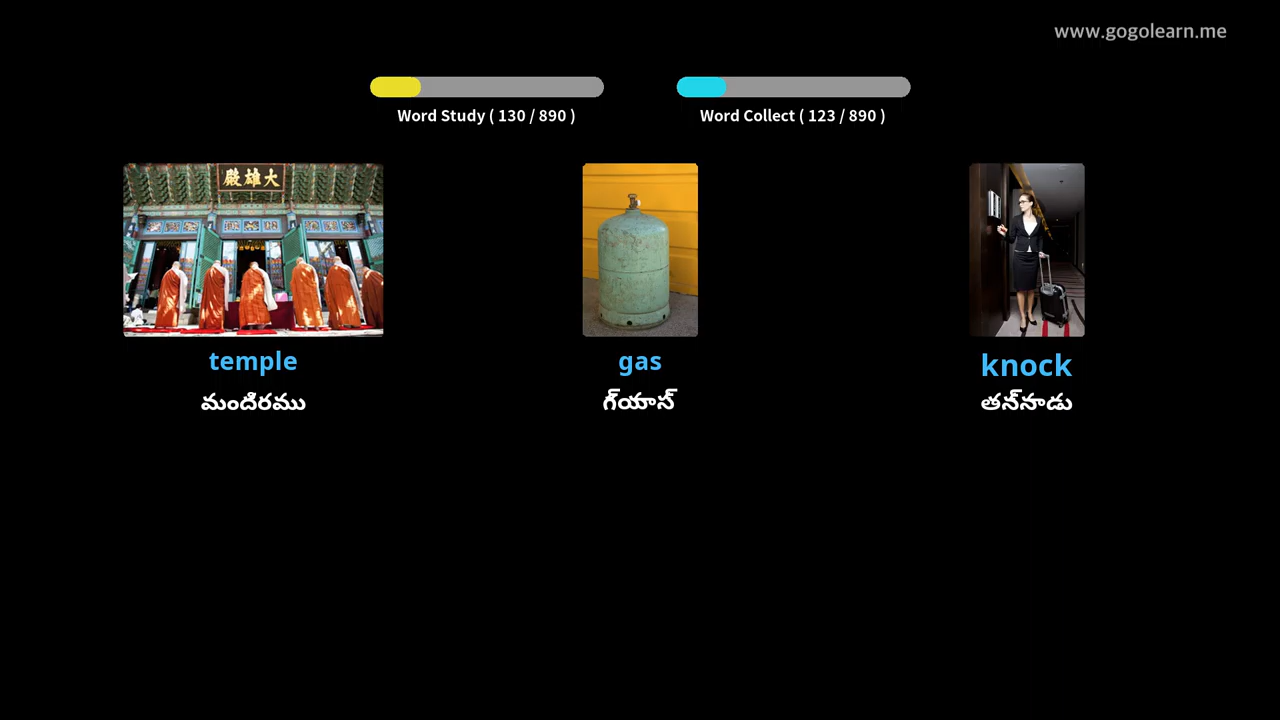 www.gogolearn.me
Word Study ( 130 / 890 )
Word Collect ( 123 / 890 )
大雄殿
temple
gas
knock
మందిరము
గ్‌యాస్
తన్‌నాడు